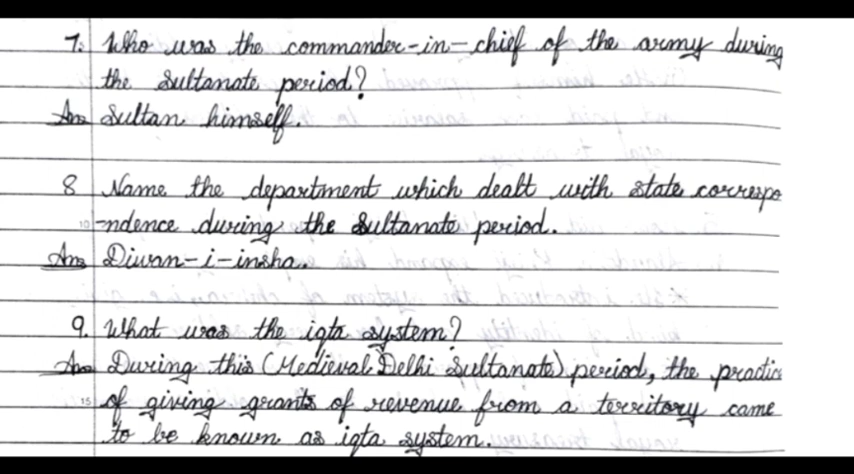 7. Who was the commander-in-chief of the army during
the Sultanate period?
Ans Sultan himself.
8 Name the department which dealt with state correspo
10 -ndence during the Sultanate period.
Ans Diwan-i-insha.
9. What was the iqta system?
Ans During this (Medieval Delhi Sultanate) period, the practic
15 of giving grants of revenue from a territory came
to be known as iqta system.